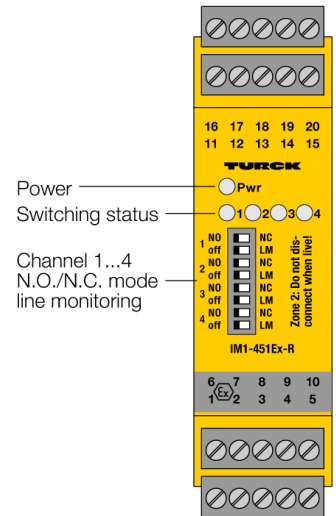 16 17 18 19 20
11 12 13 14 15
TURCK
Power
Pwr
Switching status
1 2 3 4
Channel 1...4
N.O./N.C. mode
line monitoring
1 NO NC
off LM
2 NO NC
off LM
3 NO NC
off LM
4 NO NC
off LM
Zone 2: Do not dis-
connect when live!
IM1-451Ex-R
6 7 8 9 10
Ex
1 2 3 4 5